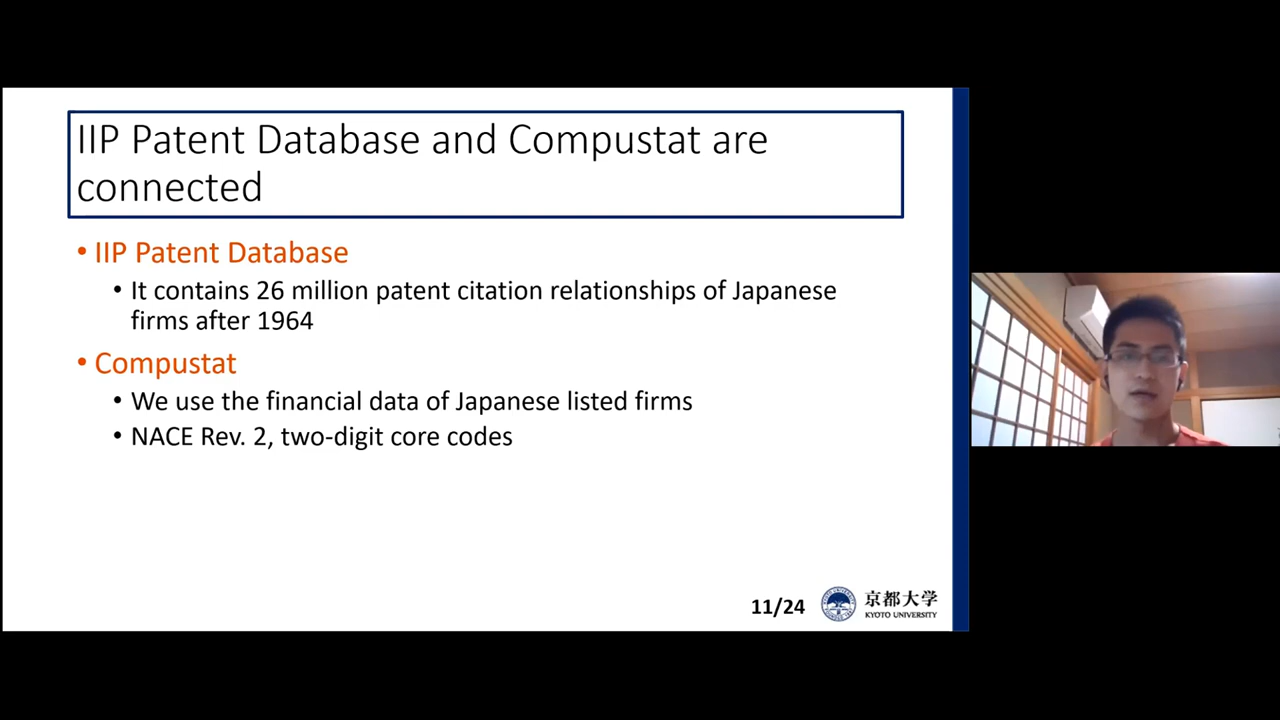 IIP Patent Database and Compustat are
connected
• IIP Patent Database
• It contains 26 million patent citation relationships of Japanese
firms after 1964
• Compustat
• We use the financial data of Japanese listed firms
• NACE Rev. 2, two-digit core codes
11/24
京都大学
KYOTO UNIVERSITY